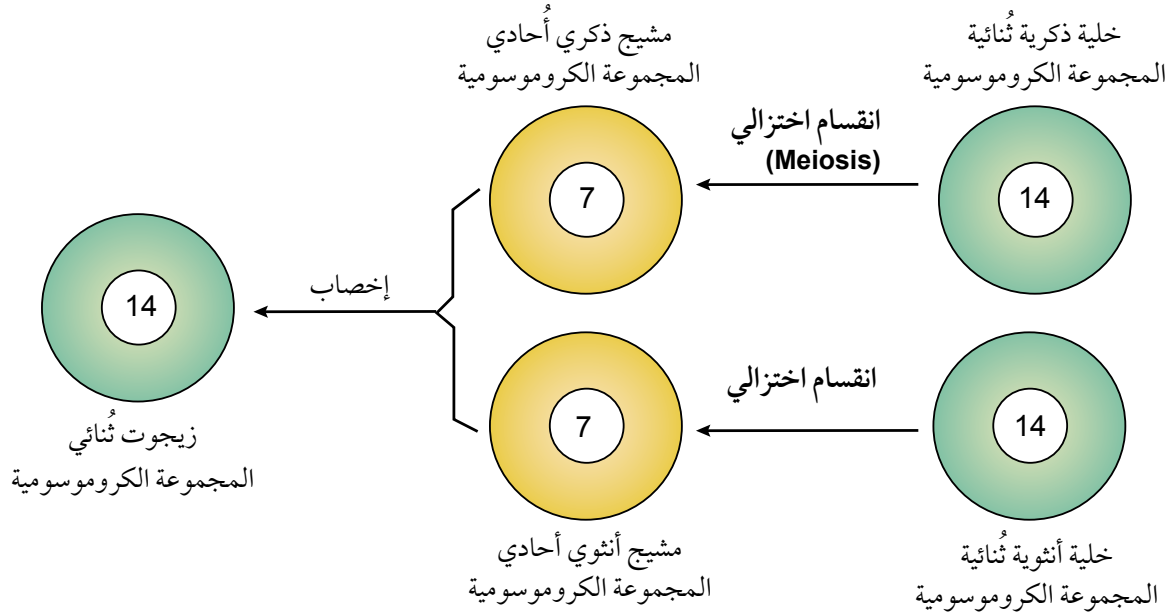 خلية ذكرية ثُنائية
المجموعة الكروموسومية
14
انقسام اختزالي
(Meiosis)
مشيج ذكري أُحادي
المجموعة الكروموسومية
7
خلية أنثوية ثُنائية
المجموعة الكروموسومية
14
انقسام اختزالي
مشيج أنثوي أحادي
المجموعة الكروموسومية
7
إخصاب
14
زيجوت ثُنائي
المجموعة الكروموسومية